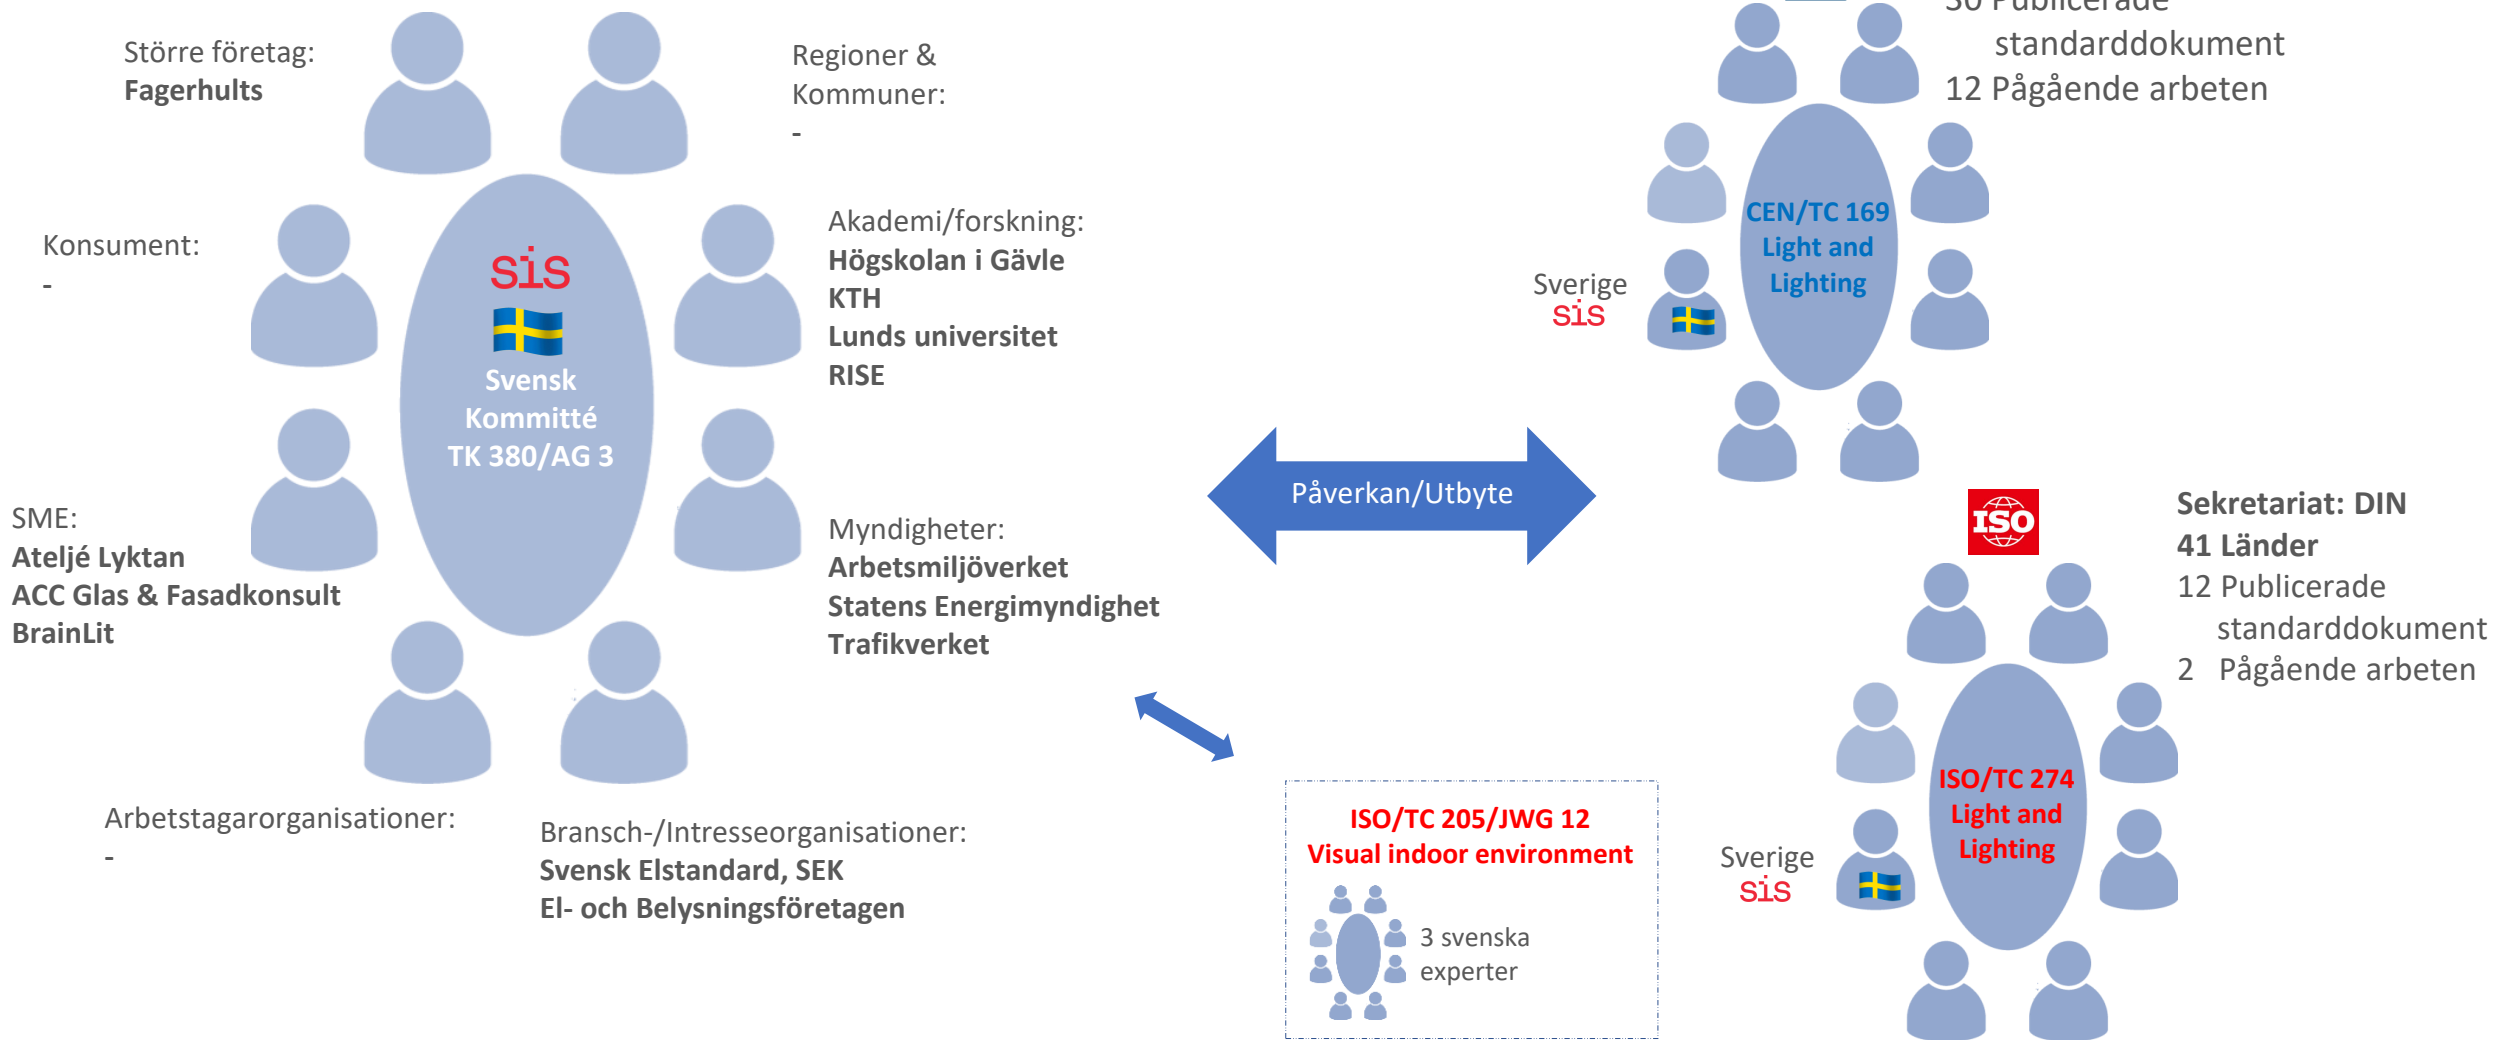 Större företag:
Fagerhults
Regioner &
Kommuner:
-
Konsument:
-
Akademi/forskning:
Högskolan i Gävle
KTH
Lunds universitet
RISE
sis
Svensk
Kommitté
TK 380/AG 3
SME:
Ateljé Lyktan
ACC Glas & Fasadkonsult
BrainLit
Myndigheter:
Arbetsmiljöverket
Statens Energimyndighet
Trafikverket
Arbetstagarorganisationer:
-
Bransch-/Intresseorganisationer:
Svensk Elstandard, SEK
El- och Belysningsföretagen
Påverkan/Utbyte
30 Publicerade
standarddokument
12 Pågående arbeten
CEN/TC 169
Light and
Lighting
Sverige
sis
ISO
Sekretariat: DIN
41 Länder
12 Publicerade
standarddokument
2 Pågående arbeten
ISO/TC 274
Light and
Lighting
Sverige
sis
ISO/TC 205/JWG 12
Visual indoor environment
3 svenska
experter